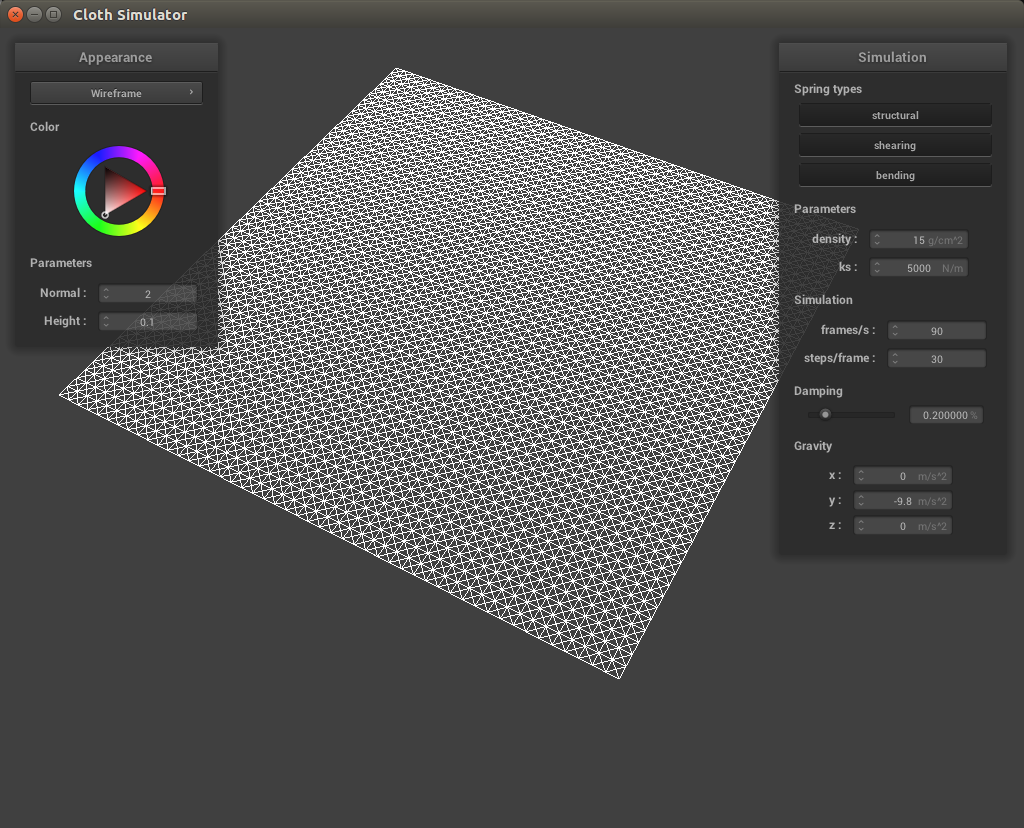 Cloth Simulator
Appearance
Wireframe
Color
Parameters
Normal : 2
Height : 0.1
Simulation
Spring types
structural
shearing
bending
Parameters
density : 15 g/cm^2
ks : 5000 N/m
Simulation
frames/s : 90
steps/frame : 30
Damping
0.200000 %
Gravity
x : 0 m/s^2
y : -9.8 m/s^2
z : 0 m/s^2